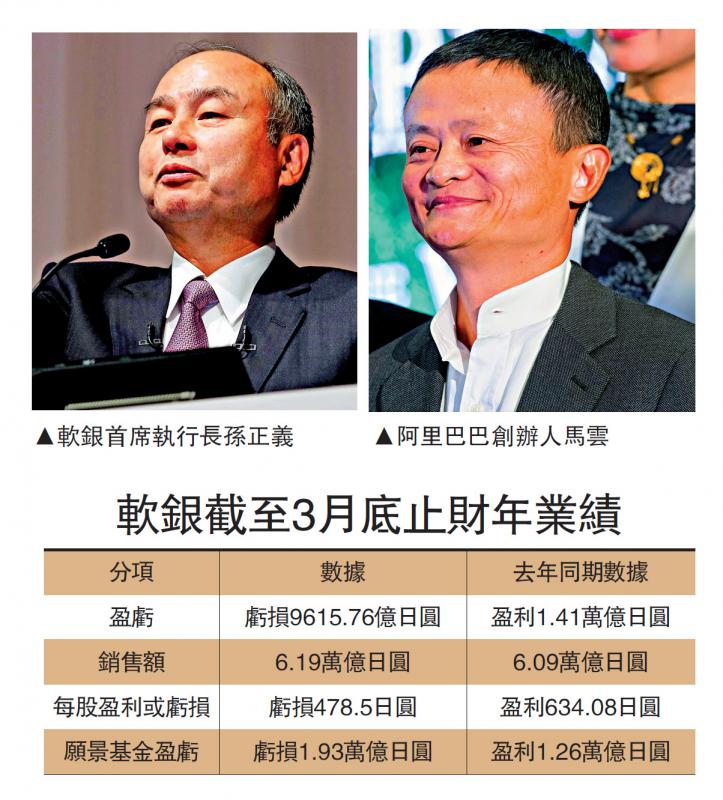 ▲軟銀首席執行長孫正義
▲阿里巴巴創辦人馬雲
軟銀截至3月底止財年業績
分項 數據 去年同期數據
盈虧 虧損9615.76億日圓 盈利1.41萬億日圓
銷售額 6.19萬億日圓 6.09萬億日圓
每股盈利或虧損 虧損478.5日圓 盈利634.08日圓
願景基金盈虧 虧損1.93萬億日圓 盈利1.26萬億日圓